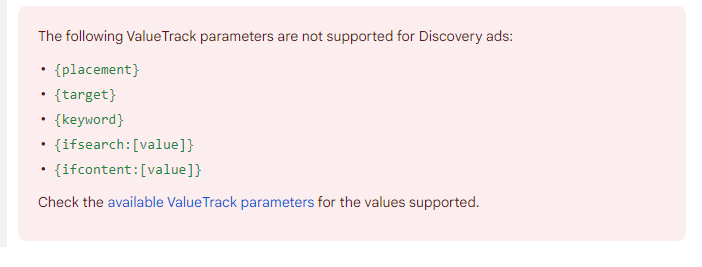 The following ValueTrack parameters are not supported for Discovery ads:
• {placement}
• {target}
• {keyword}
• {ifsearch:[value]}
• {ifcontent:[value]}
Check the available ValueTrack parameters for the values supported.